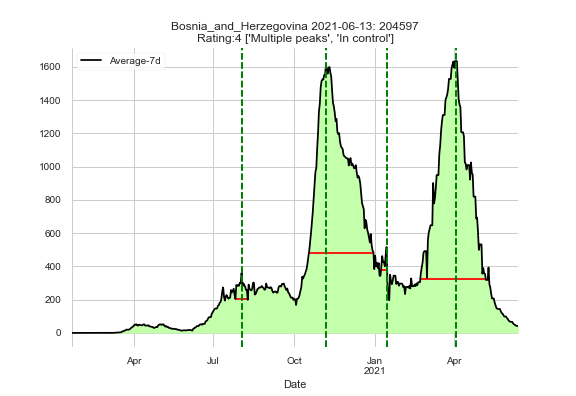 Bosnia_and_Herzegovina 2021-06-13: 204597
Rating:4 ['Multiple peaks', 'In control']
Average-7d
1600
1400
1200
1000
800
600
400
200
0
Apr Jul Oct Jan Apr
2021
Date